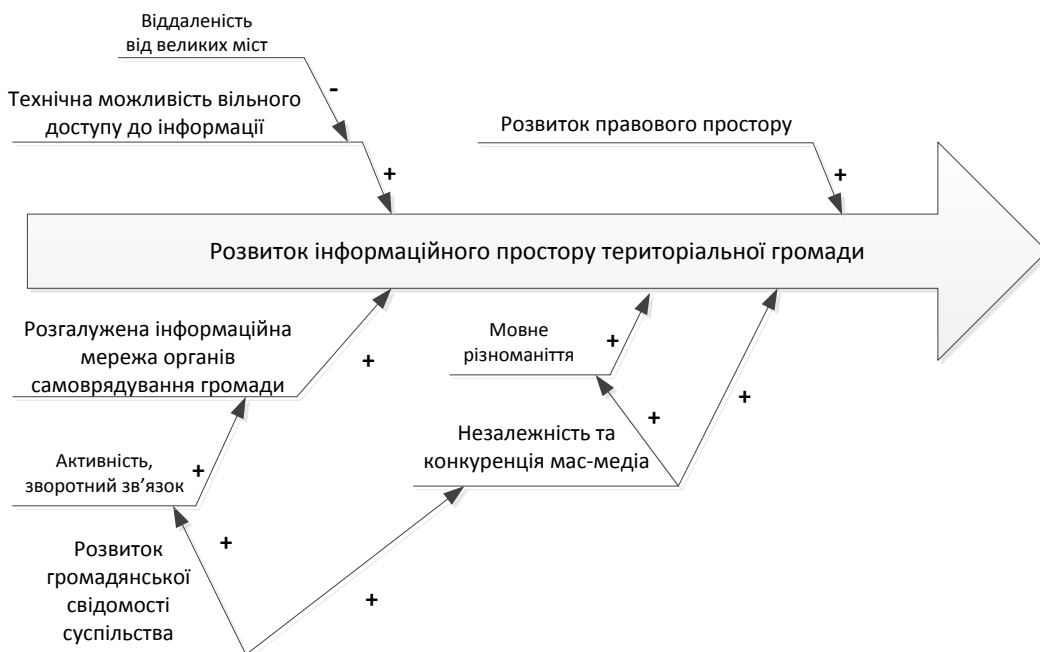 Віддаленість
від великих міст
-
Технічна можливість вільного
доступу до інформації
+
Розвиток правового простору
+
Розвиток інформаційного простору територіальної громади
Розгалужена інформаційна
мережа органів
самоврядування громади
+
Мовне
різноманіття
+
+
Незалежність та
конкуренція мас-медіа
+
Активність,
зворотний зв’язок
+
+
Розвиток
громадянської
свідомості
суспільства
+